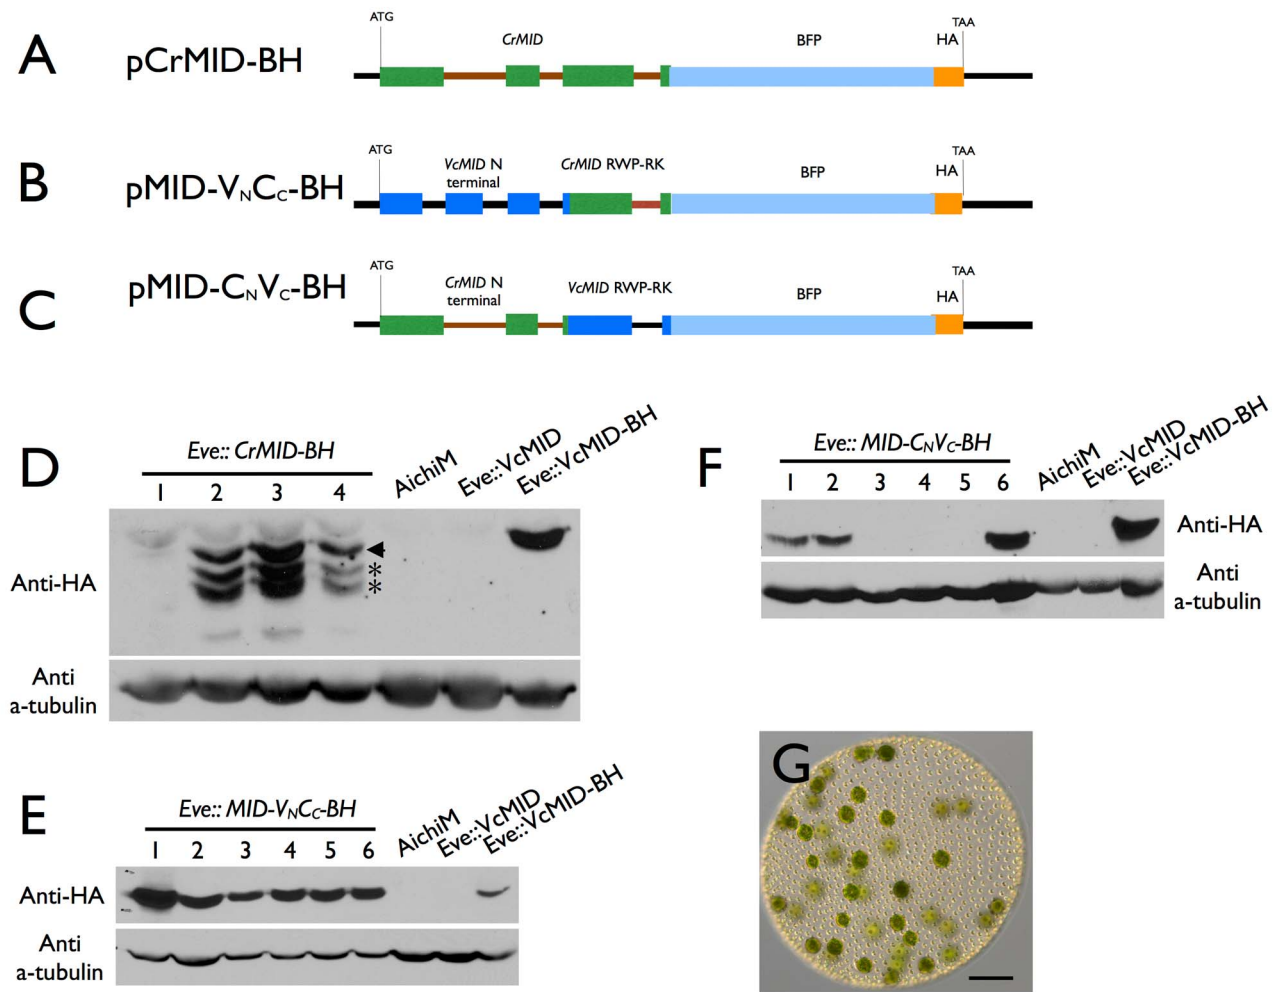 A
pCrMID-BH
ATG
CrMID
BFP
HA
TAA
B
pMID-VNCC-BH
ATG
VcMID N
terminal
CrMID RWP-RK
BFP
HA
TAA
C
pMID-CNVC-BH
ATG
CrMID N
terminal
VcMID RWP-RK
BFP
HA
TAA
D
Eve:: CrMID-BH
1 2 3 4
AichiM
Eve::VcMID
Eve::VcMID-BH
Anti-HA
*
*
Anti
a-tubulin
E
Eve:: MID-VNCC-BH
1 2 3 4 5 6
AichiM
Eve::VcMID
Eve::VcMID-BH
Anti-HA
Anti
a-tubulin
F
Eve:: MID-CNVC-BH
1 2 3 4 5 6
AichiM
Eve::VcMID
Eve::VcMID-BH
Anti-HA
Anti
a-tubulin
G